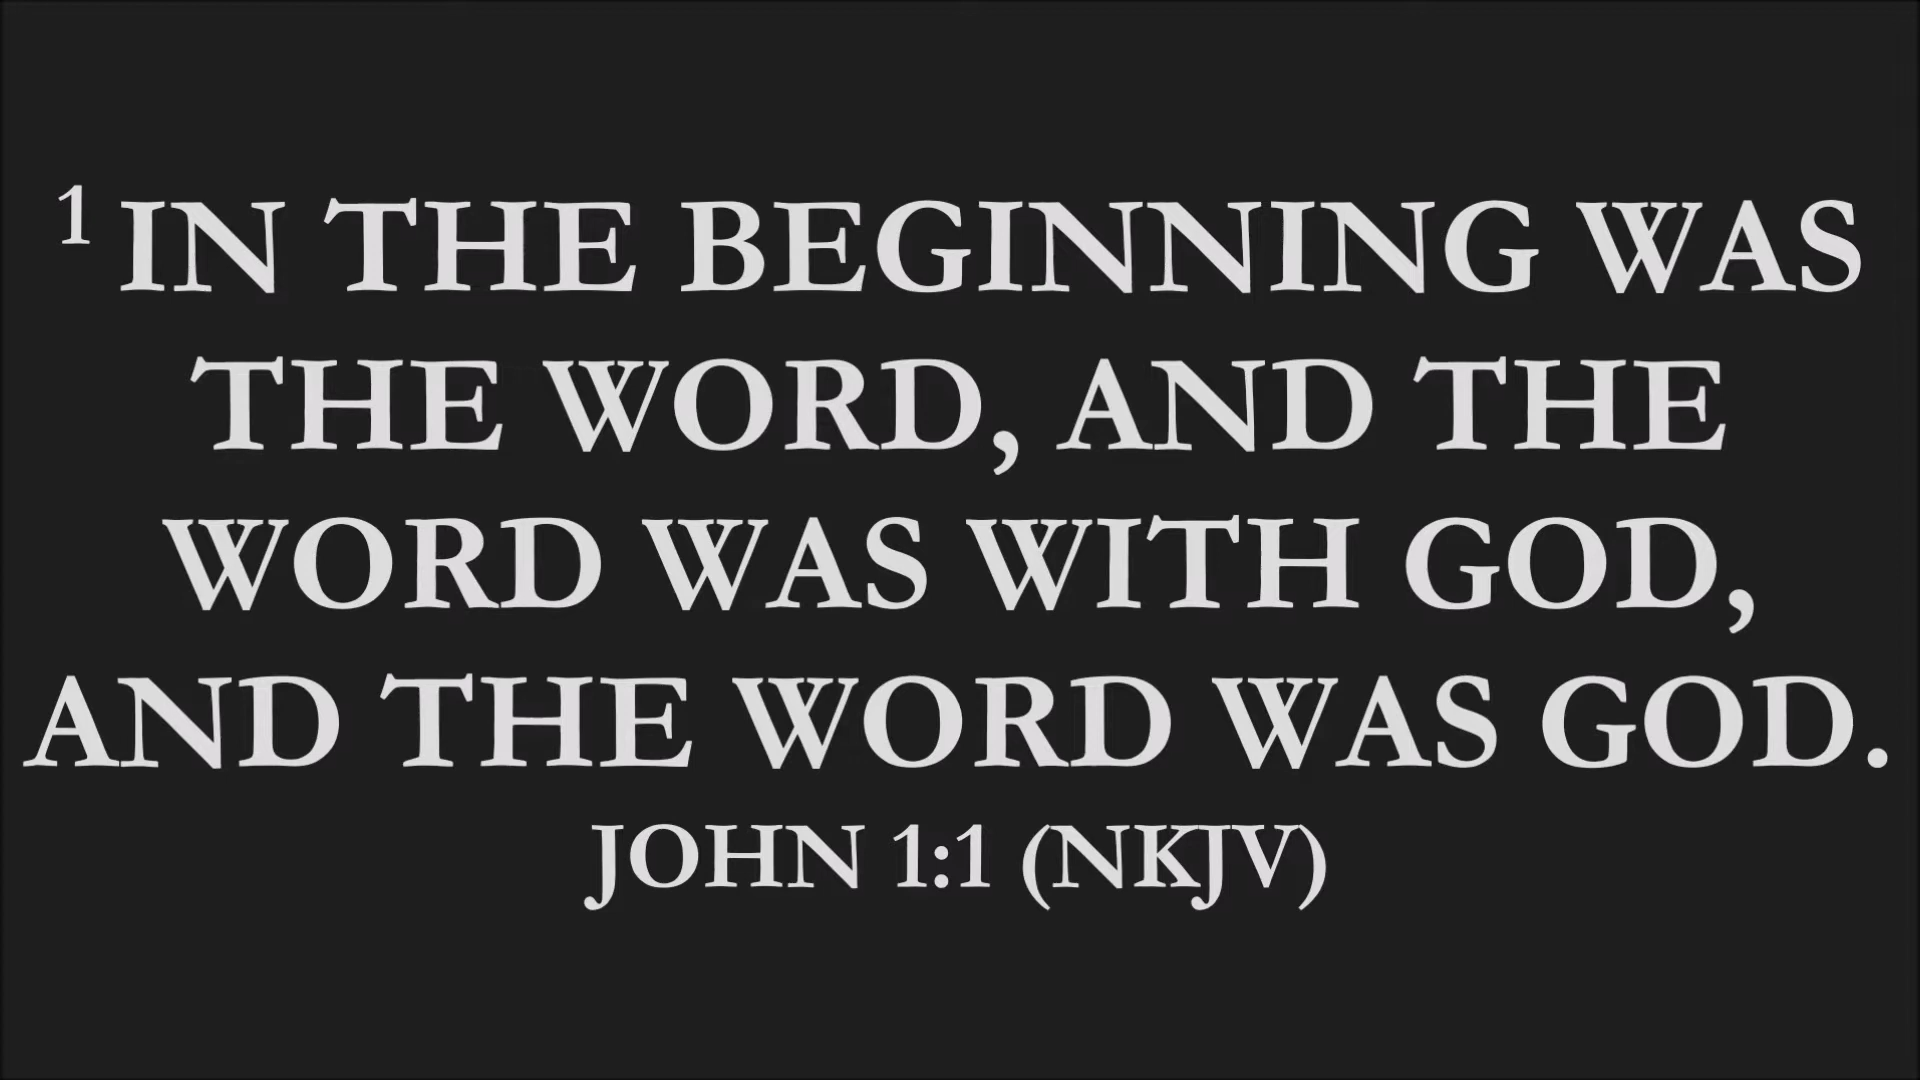 1 IN THE BEGINNING WAS
THE WORD, AND THE
WORD WAS WITH GOD,
AND THE WORD WAS GOD.
JOHN 1:1 (NKJV)